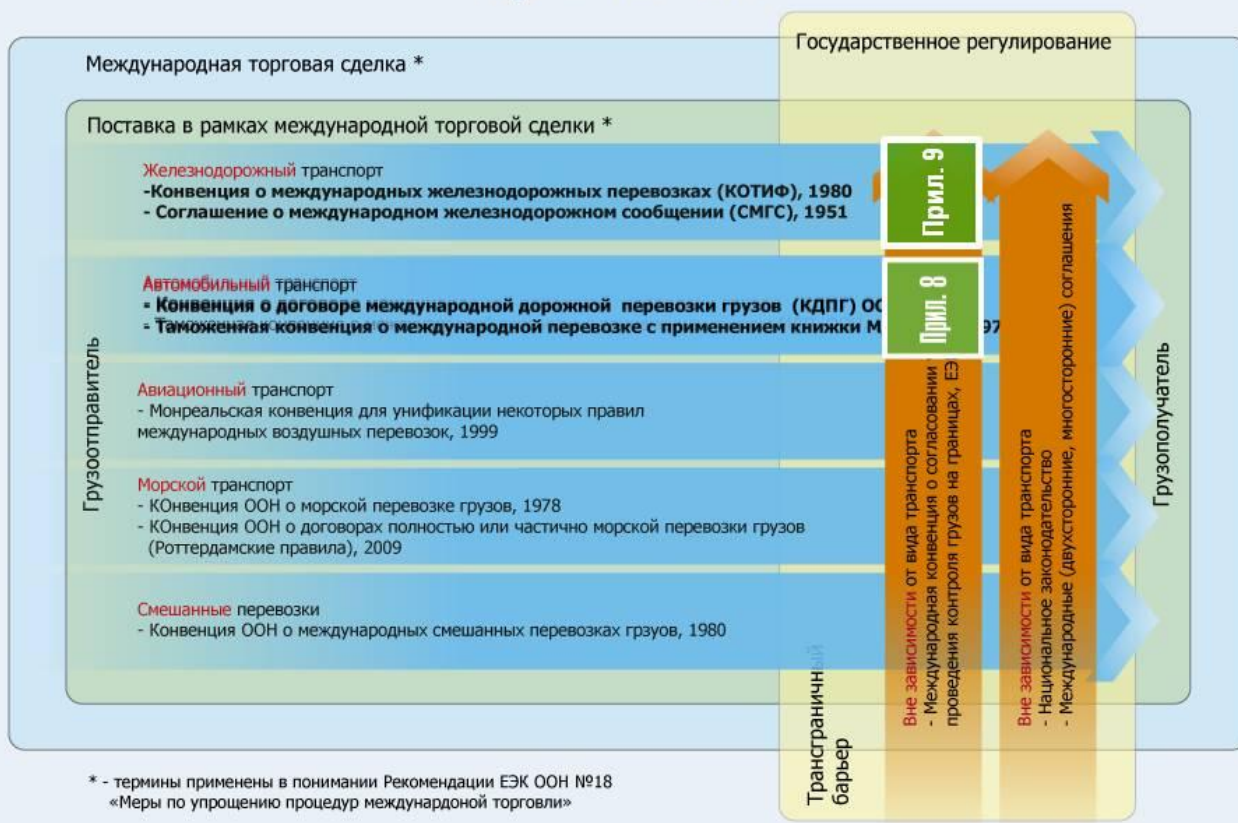 Государственное регулирование
Международная торговая сделка *
Поставка в рамках международной торговой сделки *
Железнодорожный транспорт
-Конвенция о международных железнодорожных перевозках (КОТИФ), 1980
- Соглашение о международном железнодорожном сообщении (СМГС), 1951
Автомобильный транспорт
- Конвенция о договоре международной дорожной перевозки грузов (КДПГ)
- Таможенная конвенция о международной перевозке с применением книжки
Авиационный транспорт
- Монреальская конвенция для унификации некоторых правил
международных воздушных перевозок, 1999
Морской транспорт
- КОнвенция ООН о морской перевозке грузов, 1978
- КОнвенция ООН о договорах полностью или частично морской перевозки грузов
(Роттердамские правила), 2009
Смешанные перевозки
- Конвенция ООН о международных смешанных перевозках грзуов, 1980
Грузоотправитель
Прил. 9
Прил. 8
Вне зависимости от вида транспорта
- Международная конвенция о согласовании
проведения контроля грузов на границах,
Вне зависимости от вида транспорта
- Национальное законодательство
- Международные (двухсторонние, многосторонние) соглашения
Грузополучатель
Трансграничный
барьер
* - термины применены в понимании Рекомендации ЕЭК ООН №18
«Меры по упрощению процедур междунардоной торговли»